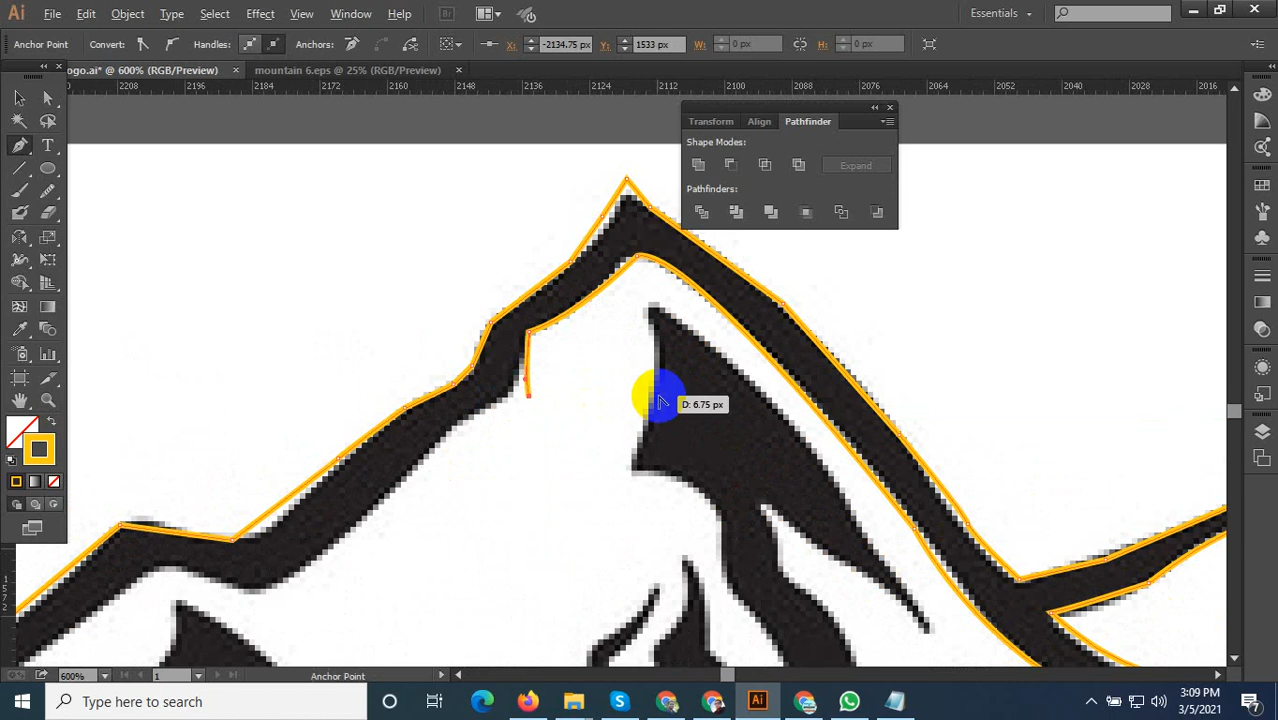 Ai File Edit Object Type Select Effect View Window Help Br Essentials
Anchor Point Convert: Handles: Anchors: X: -2134.75 px Y: 1533 px W: 0 px H: 0 px
ogo.ai* @ 600% (RGB/Preview) × mountain 6.eps @ 25% (RGB/Preview) ×
2208 2196 2184 2172 2160 2148 2136 2124 2112 2100 2088 2076 2064 2052 2040 2028 2016
Transform Align Pathfinder
Shape Modes:
Expand
Pathfinders:
D: 6.75 px
600% 1 Anchor Point
Type here to search
Ai
3:09 PM
3/5/2021
7